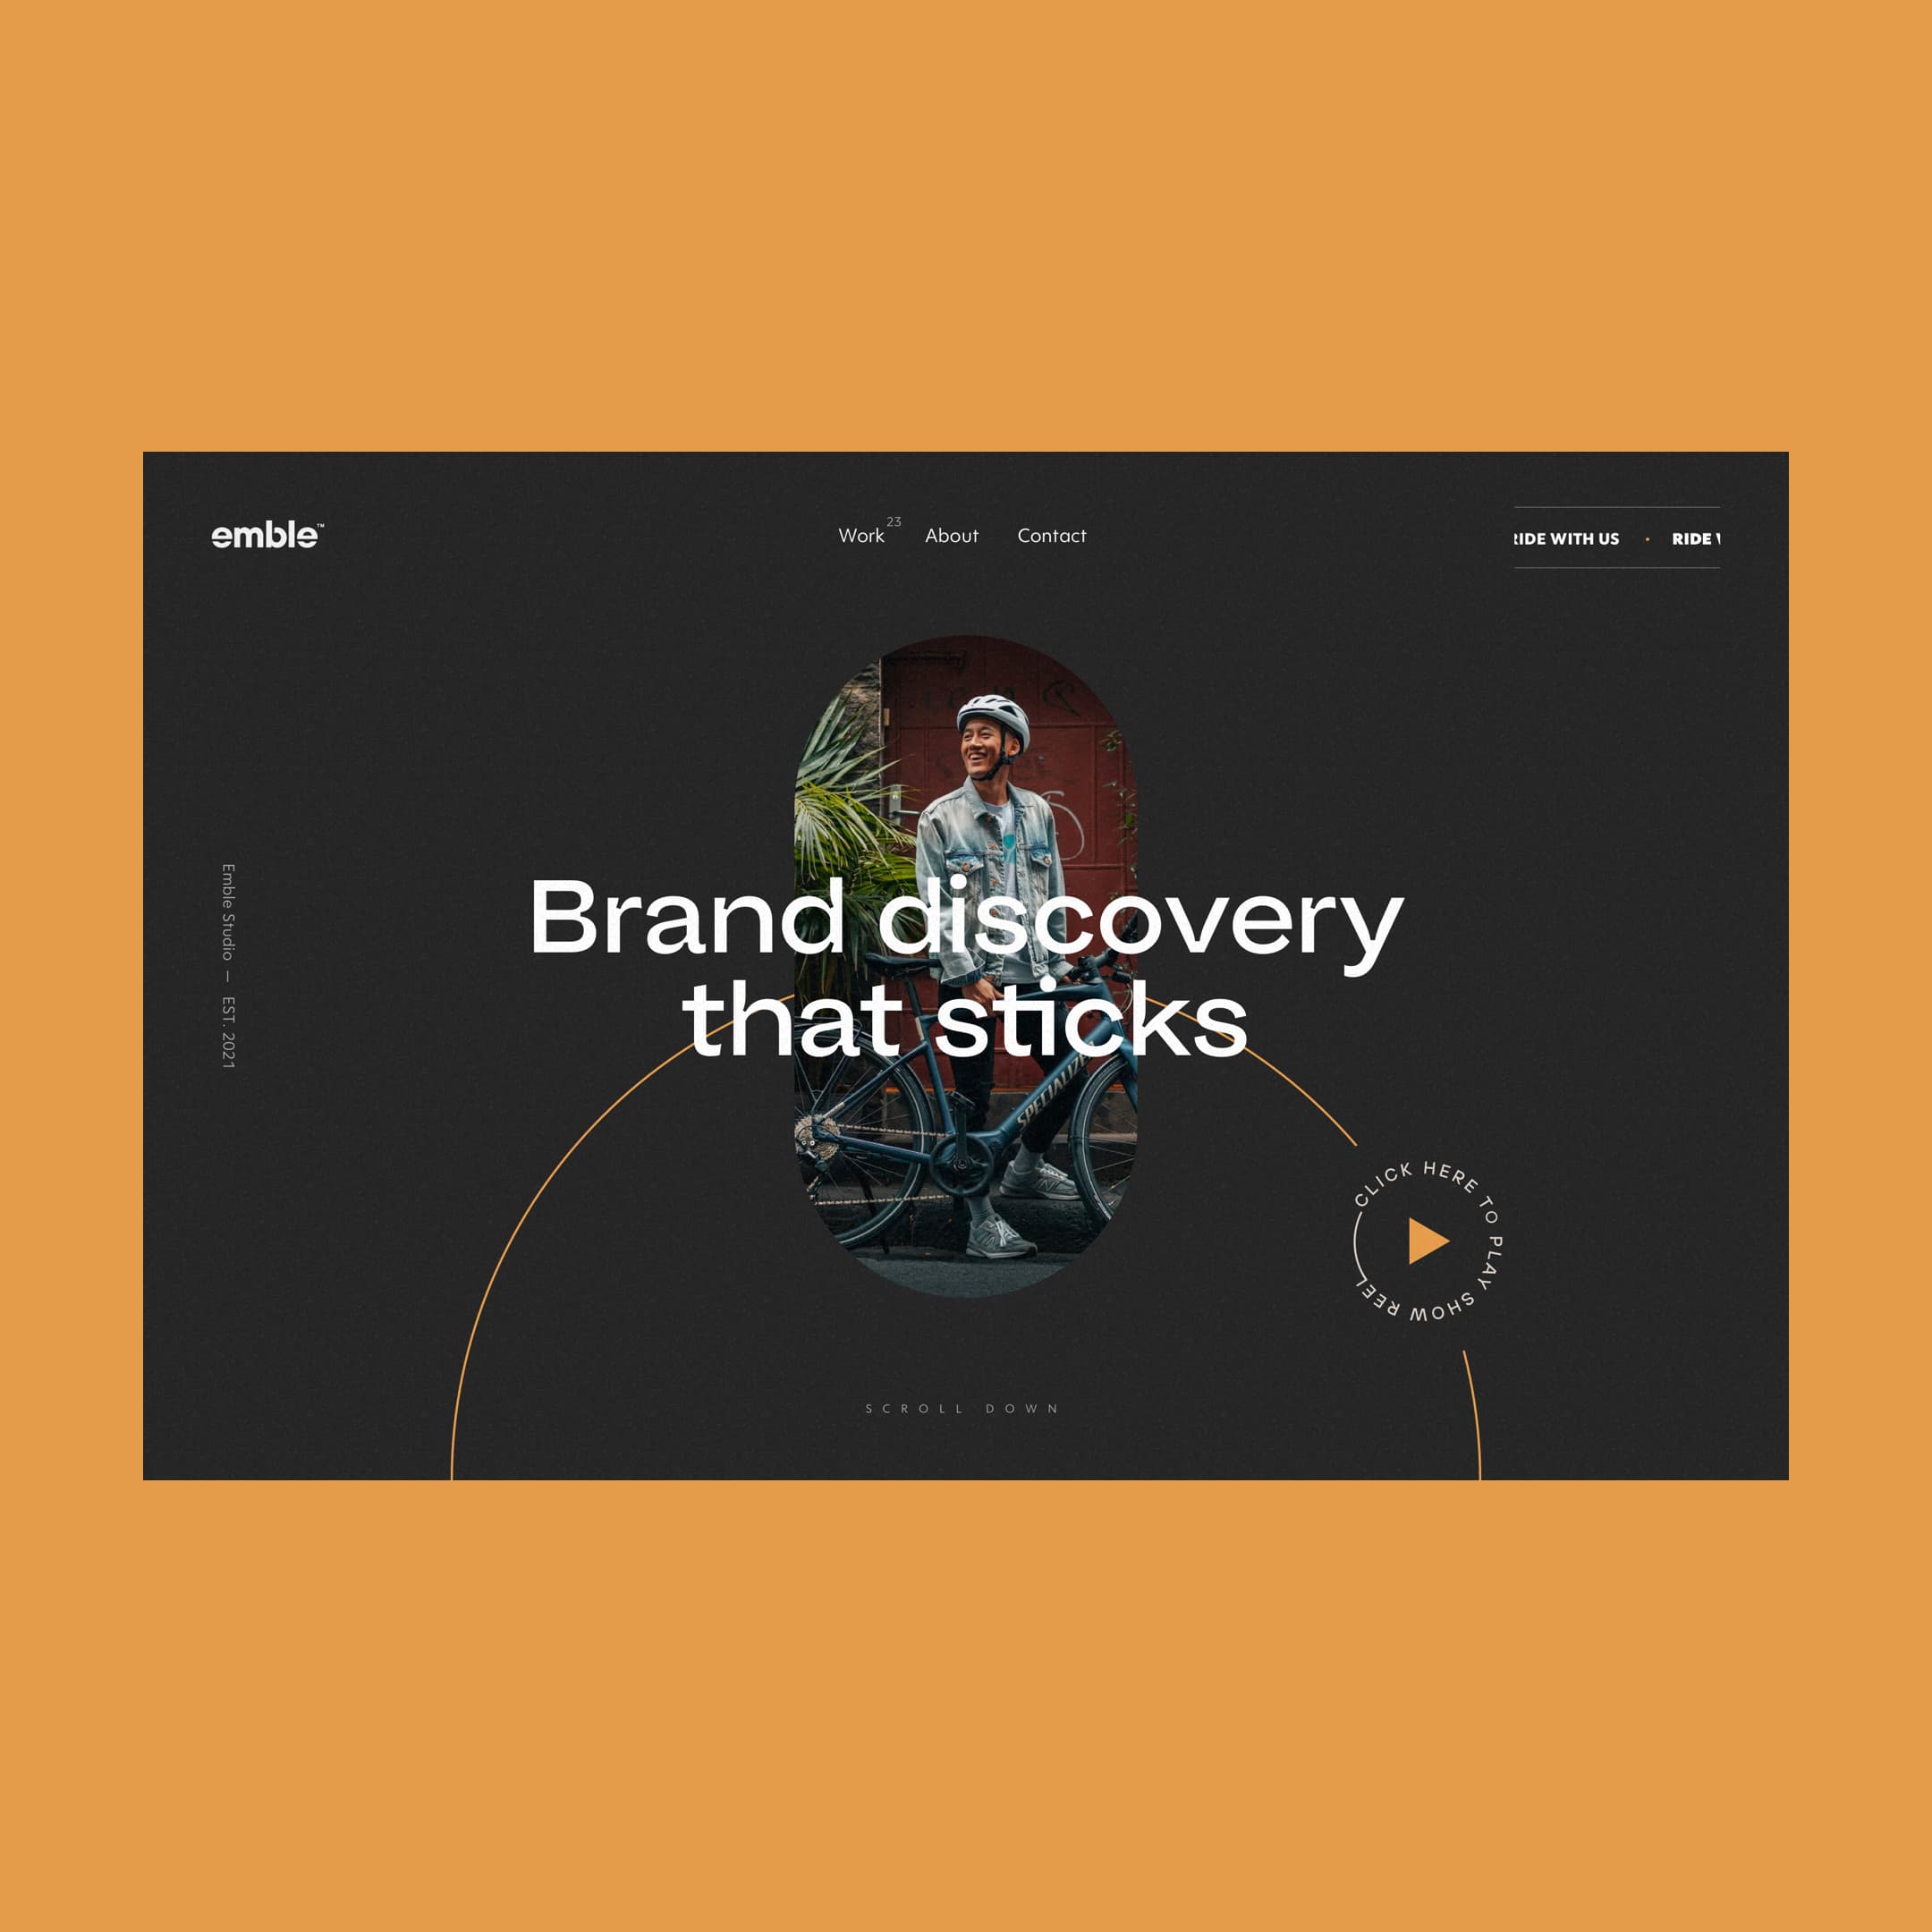 emble™
Work 23
About
Contact
RIDE WITH US • RIDE
Brand discovery
that sticks
Emble Studio — EST. 2021
SPECIALIZ
CLICK HERE TO PLAY SHOW REEL
SCROLL DOWN